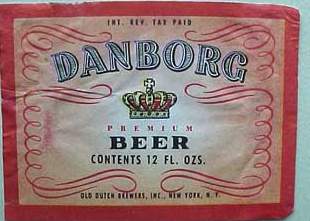 INT. REV. TAX PAID
DANBORG
PREMIUM
BEER
CONTENTS 12 FL. OZS.
OLD DUTCH BREWERS, INC., NEW YORK, N. Y.